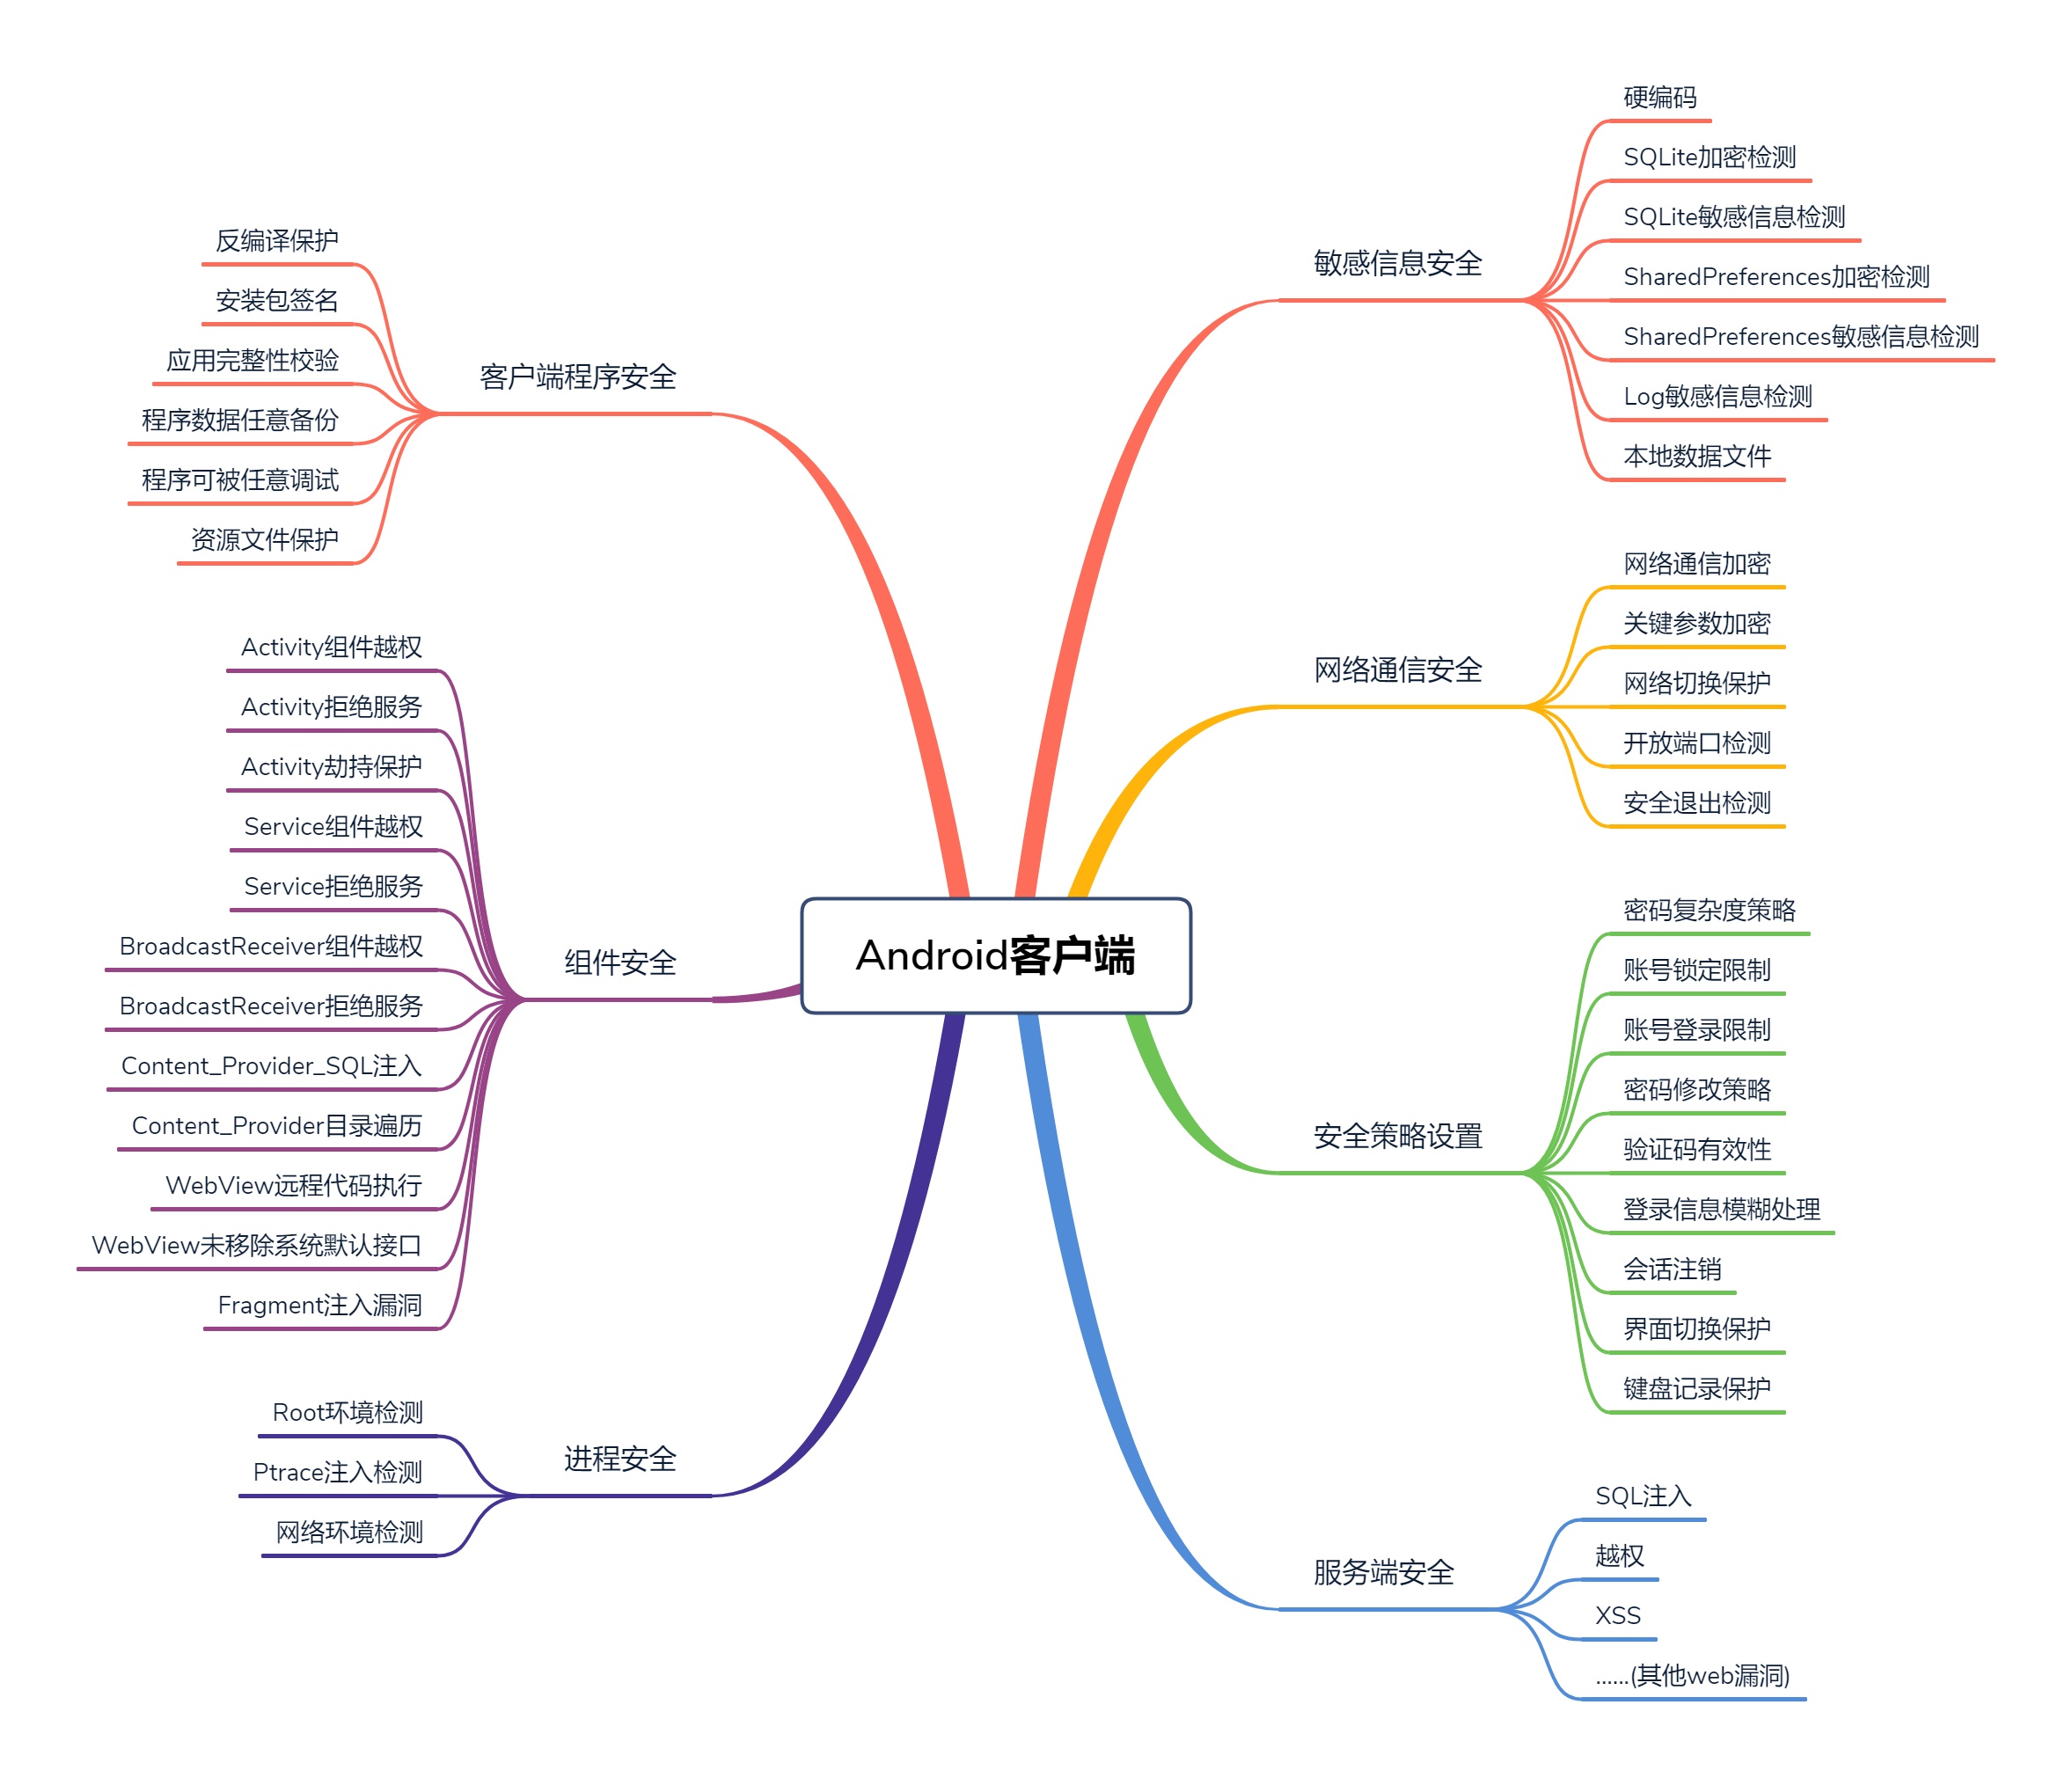 Android客户端
敏感信息安全
硬编码
SQLite加密检测
SQLite敏感信息检测
SharedPreferences加密检测
SharedPreferences敏感信息检测
Log敏感信息检测
本地数据文件
网络通信安全
网络通信加密
关键参数加密
网络切换保护
开放端口检测
安全退出检测
安全策略设置
密码复杂度策略
账号锁定限制
账号登录限制
密码修改策略
验证码有效性
登录信息模糊处理
会话注销
界面切换保护
键盘记录保护
服务端安全
SQL注入
越权
XSS
......(其他web漏洞)
客户端程序安全
反编译保护
安装包签名
应用完整性校验
程序数据任意备份
程序可被任意调试
资源文件保护
组件安全
Activity组件越权
Activity拒绝服务
Activity劫持保护
Service组件越权
Service拒绝服务
BroadcastReceiver组件越权
BroadcastReceiver拒绝服务
Content_Provider_SQL注入
Content_Provider目录遍历
WebView远程代码执行
WebView未移除系统默认接口
Fragment注入漏洞
进程安全
Root环境检测
Ptrace注入检测
网络环境检测